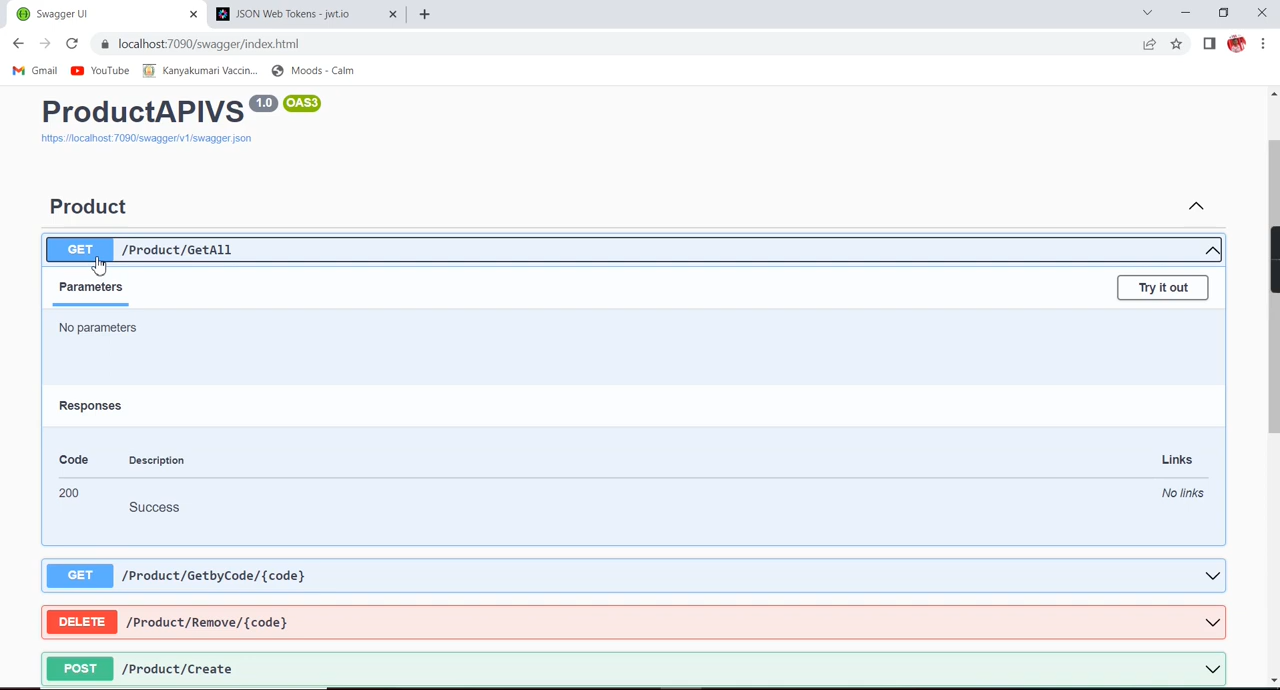 Swagger UI
JSON Web Tokens - jwt.io
localhost:7090/swagger/index.html
Gmail
YouTube
Kanyakumari Vaccin...
Moods - Calm
ProductAPIVS 1.0 OAS3
https://localhost:7090/swagger/v1/swagger.json
Product
GET /Product/GetAll
Parameters
Try it out
No parameters
Responses
Code Description Links
200 No links
Success
GET /Product/GetbyCode/{code}
DELETE /Product/Remove/{code}
POST /Product/Create